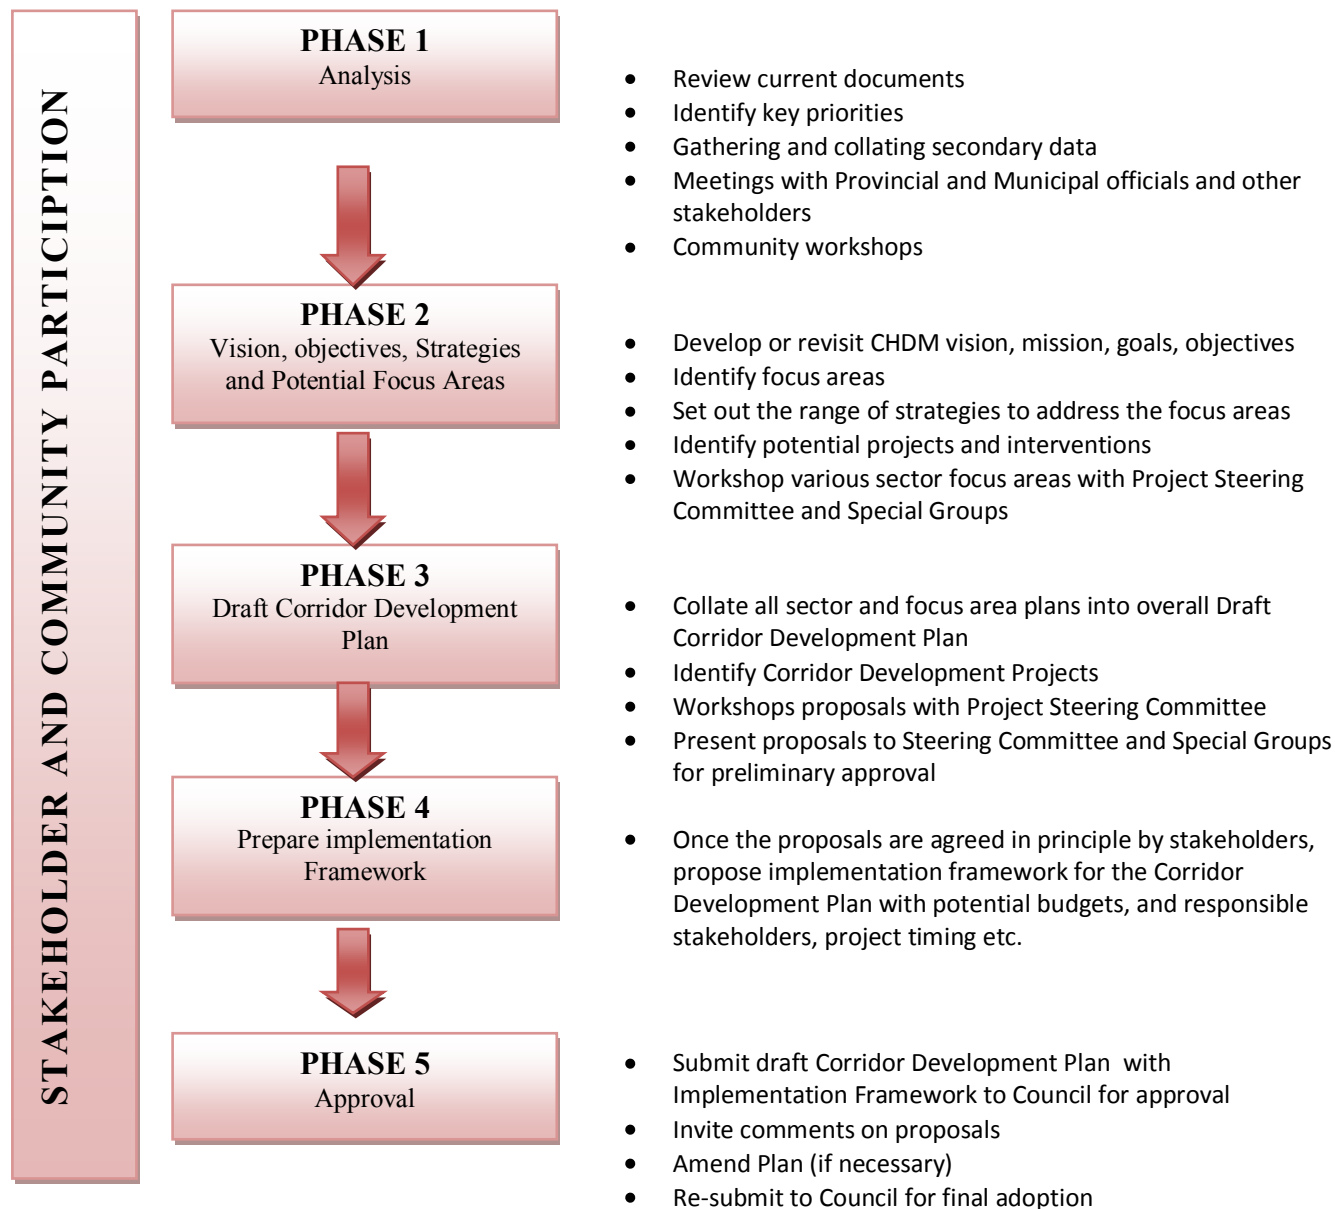 STAKEHOLDER AND COMMUNITY PARTICIPTION
PHASE 1
Analysis
• Review current documents
• Identify key priorities
• Gathering and collating secondary data
• Meetings with Provincial and Municipal officials and other
stakeholders
• Community workshops
PHASE 2
Vision, objectives, Strategies
and Potential Focus Areas
• Develop or revisit CHDM vision, mission, goals, objectives
• Identify focus areas
• Set out the range of strategies to address the focus areas
• Identify potential projects and interventions
• Workshop various sector focus areas with Project Steering
Committee and Special Groups
PHASE 3
Draft Corridor Development
Plan
• Collate all sector and focus area plans into overall Draft
Corridor Development Plan
• Identify Corridor Development Projects
• Workshops proposals with Project Steering Committee
• Present proposals to Steering Committee and Special Groups
for preliminary approval
PHASE 4
Prepare implementation
Framework
• Once the proposals are agreed in principle by stakeholders,
propose implementation framework for the Corridor
Development Plan with potential budgets, and responsible
stakeholders, project timing etc.
PHASE 5
Approval
• Submit draft Corridor Development Plan  with
Implementation Framework to Council for approval
• Invite comments on proposals
• Amend Plan (if necessary)
• Re-submit to Council for final adoption